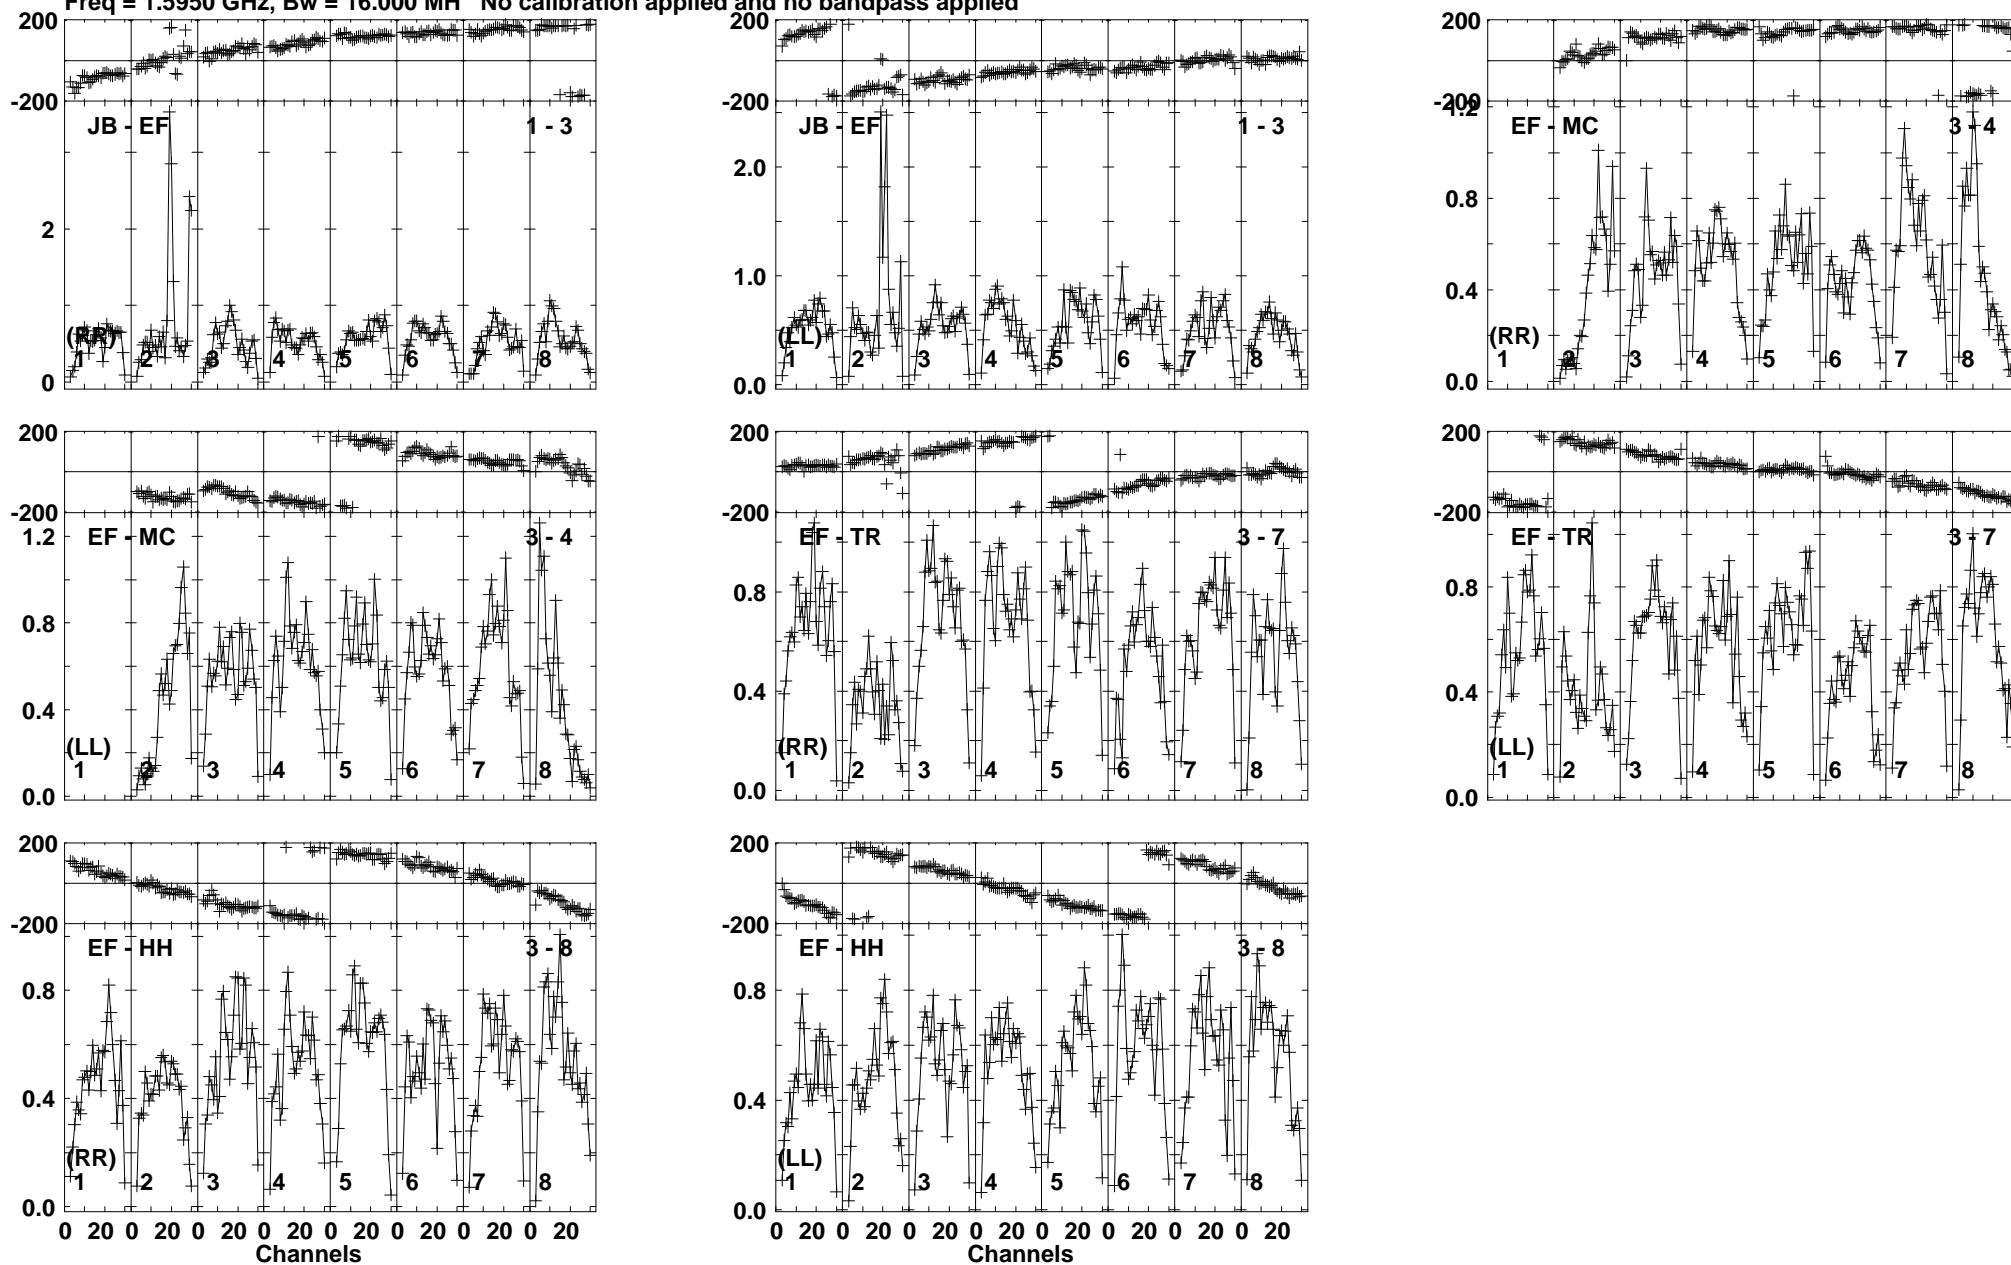 Freq = 1.5950 GHz, Bw = 16.000 MH No calibration applied and no bandpass applied
200
-200
JB - EF 1 - 3
2
0
(RR)
1 2 3 4 5 6 7 8
200
-200
JB - EF 1 - 3
2.0
1.0
0.0
(LL)
1 2 3 4 5 6 7 8
200
-200
1.2
EF - MC 3 - 4
0.8
0.4
0.0
(RR)
1 2 3 4 5 6 7 8
200
-200
EF - MC 3 - 4
1.2
0.8
0.4
0.0
(LL)
1 2 3 4 5 6 7 8
200
-200
EF - TR 3 - 7
0.8
0.4
0.0
(RR)
1 2 3 4 5 6 7 8
200
-200
EF - TR 3 - 7
0.8
0.4
0.0
(LL)
1 2 3 4 5 6 7 8
200
-200
EF - HH 3 - 8
0.8
0.4
0.0
(RR)
1 2 3 4 5 6 7 8
0 20 0 20 0 20 0 20 0 20 0 20 0 20 0 20
Channels
200
-200
EF - HH 3 - 8
0.8
0.4
0.0
(LL)
1 2 3 4 5 6 7 8
0 20 0 20 0 20 0 20 0 20 0 20 0 20 0 20
Channels